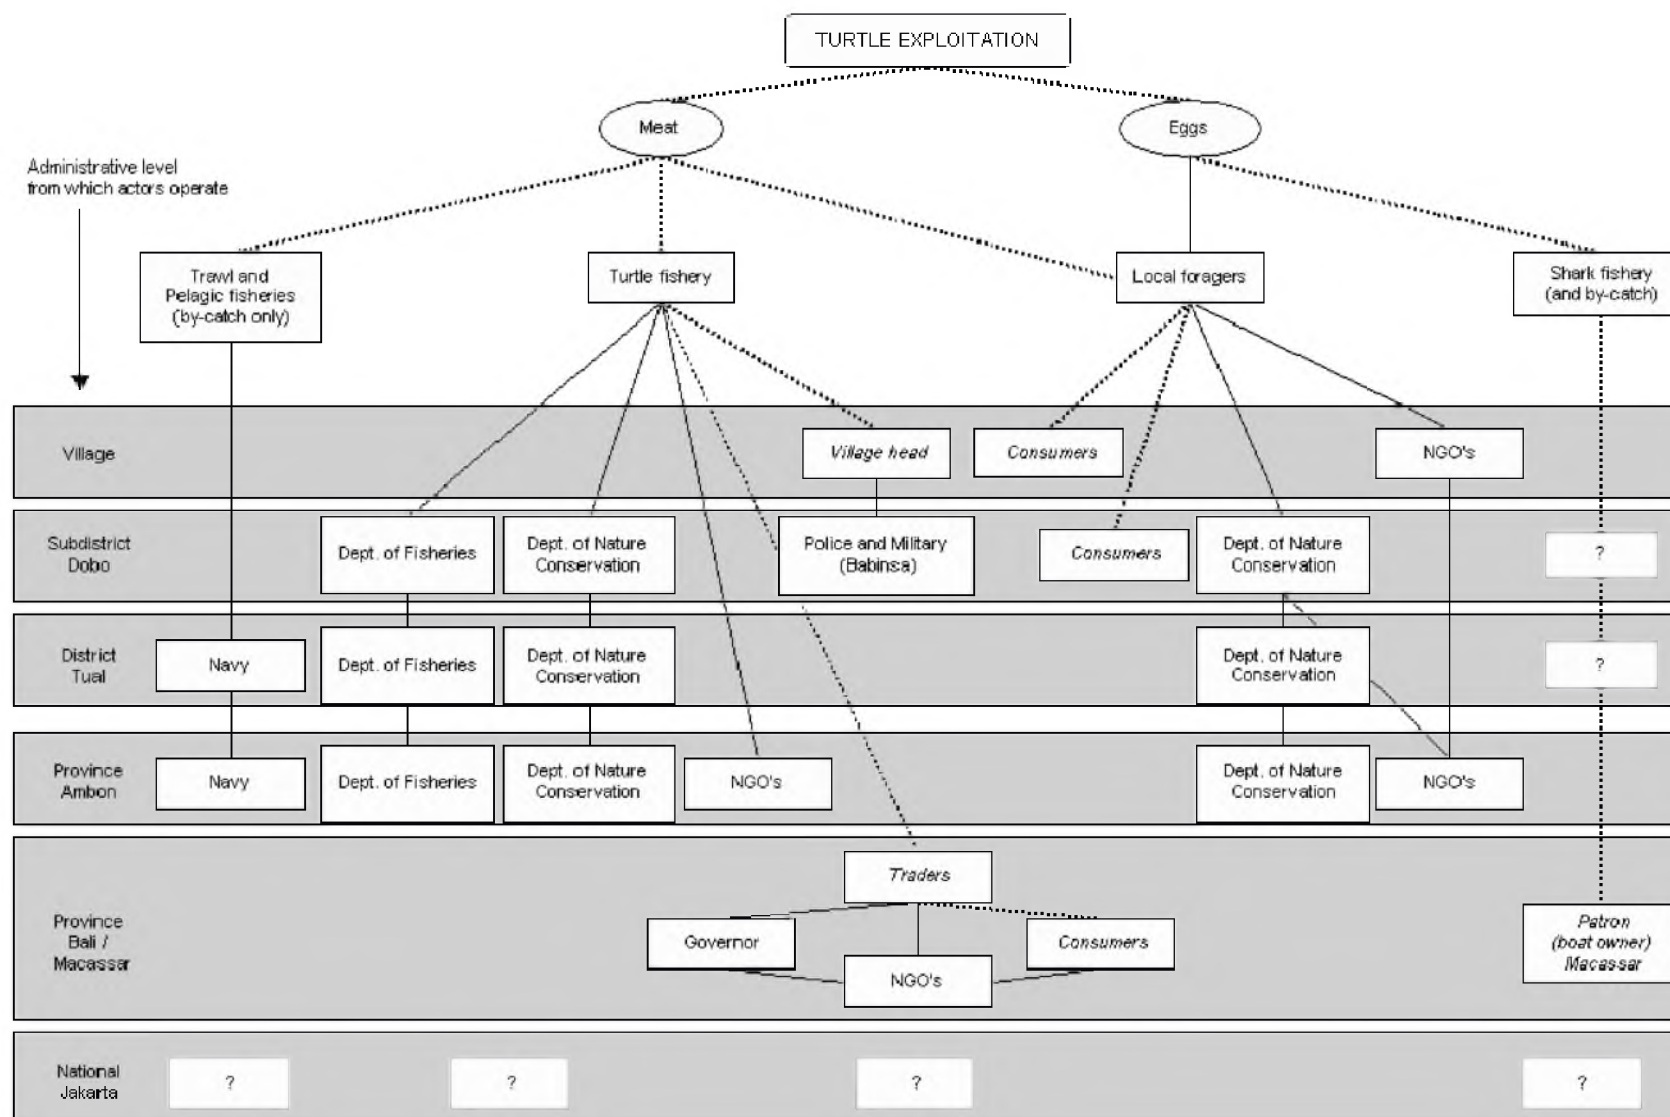 TURTLE EXPLOITATION
Meat
Eggs
Administrative level
from which actors operate
Trawl and
Pelagic fisheries
(by-catch only)
Turtle fishery
Local foragers
Shark fishery
(and by-catch)
Village
Village head
Consumers
NGO's
Subdistrict
Dobo
Dept. of Fisheries
Dept. of Nature
Conservation
Police and Military
(Babinsa)
Consumers
Dept. of Nature
Conservation
?
District
Tual
Navy
Dept. of Fisheries
Dept. of Nature
Conservation
Dept. of Nature
Conservation
?
Province
Ambon
Navy
Dept. of Fisheries
Dept. of Nature
Conservation
NGO's
Dept. of Nature
Conservation
NGO's
Province
Bali /
Macassar
Traders
Governor
Consumers
NGO's
Patron
(boat owner)
Macassar
National
Jakarta
?
?
?
?